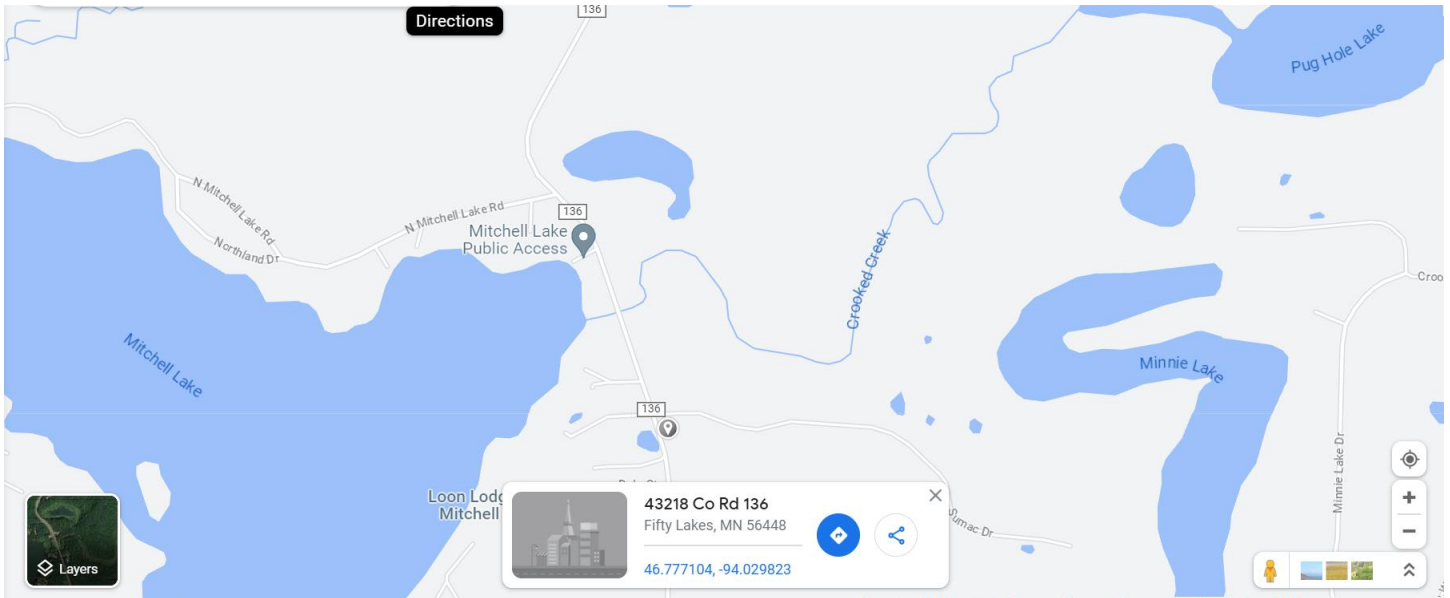 Directions
136
Pug Hole Lake
N Mitchell Lake Rd
N Mitchell Lake Rd
136
Mitchell Lake
Public Access
Northland Dr
Crooked Creek
Croo
Mitchell Lake
Minnie Lake
136
Minnie Lake Dr
Loon Lodg
Mitchell
43218 Co Rd 136
Fifty Lakes, MN 56448
46.777104, -94.029823
Sumac Dr
Layers